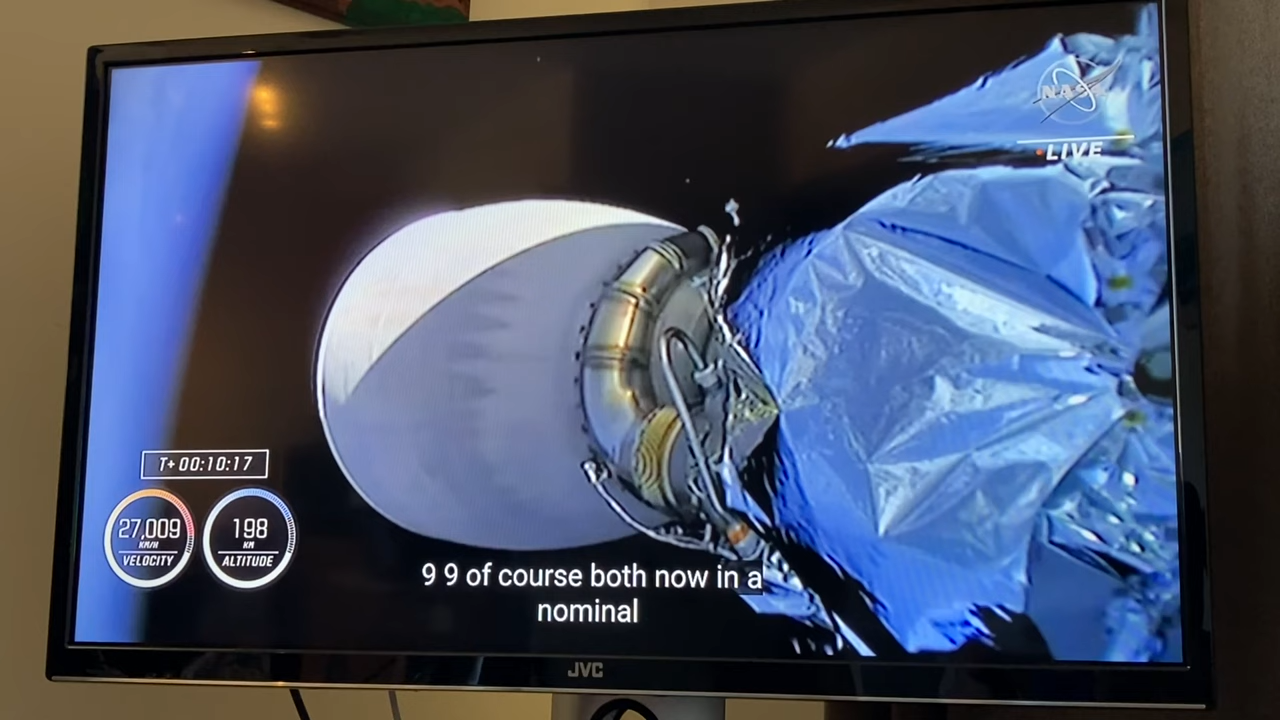 NASA
LIVE
T+ 00:10:17
27,009
KM/H
VELOCITY
198
KM
ALTITUDE
9 9 of course both now in a
nominal
JVC